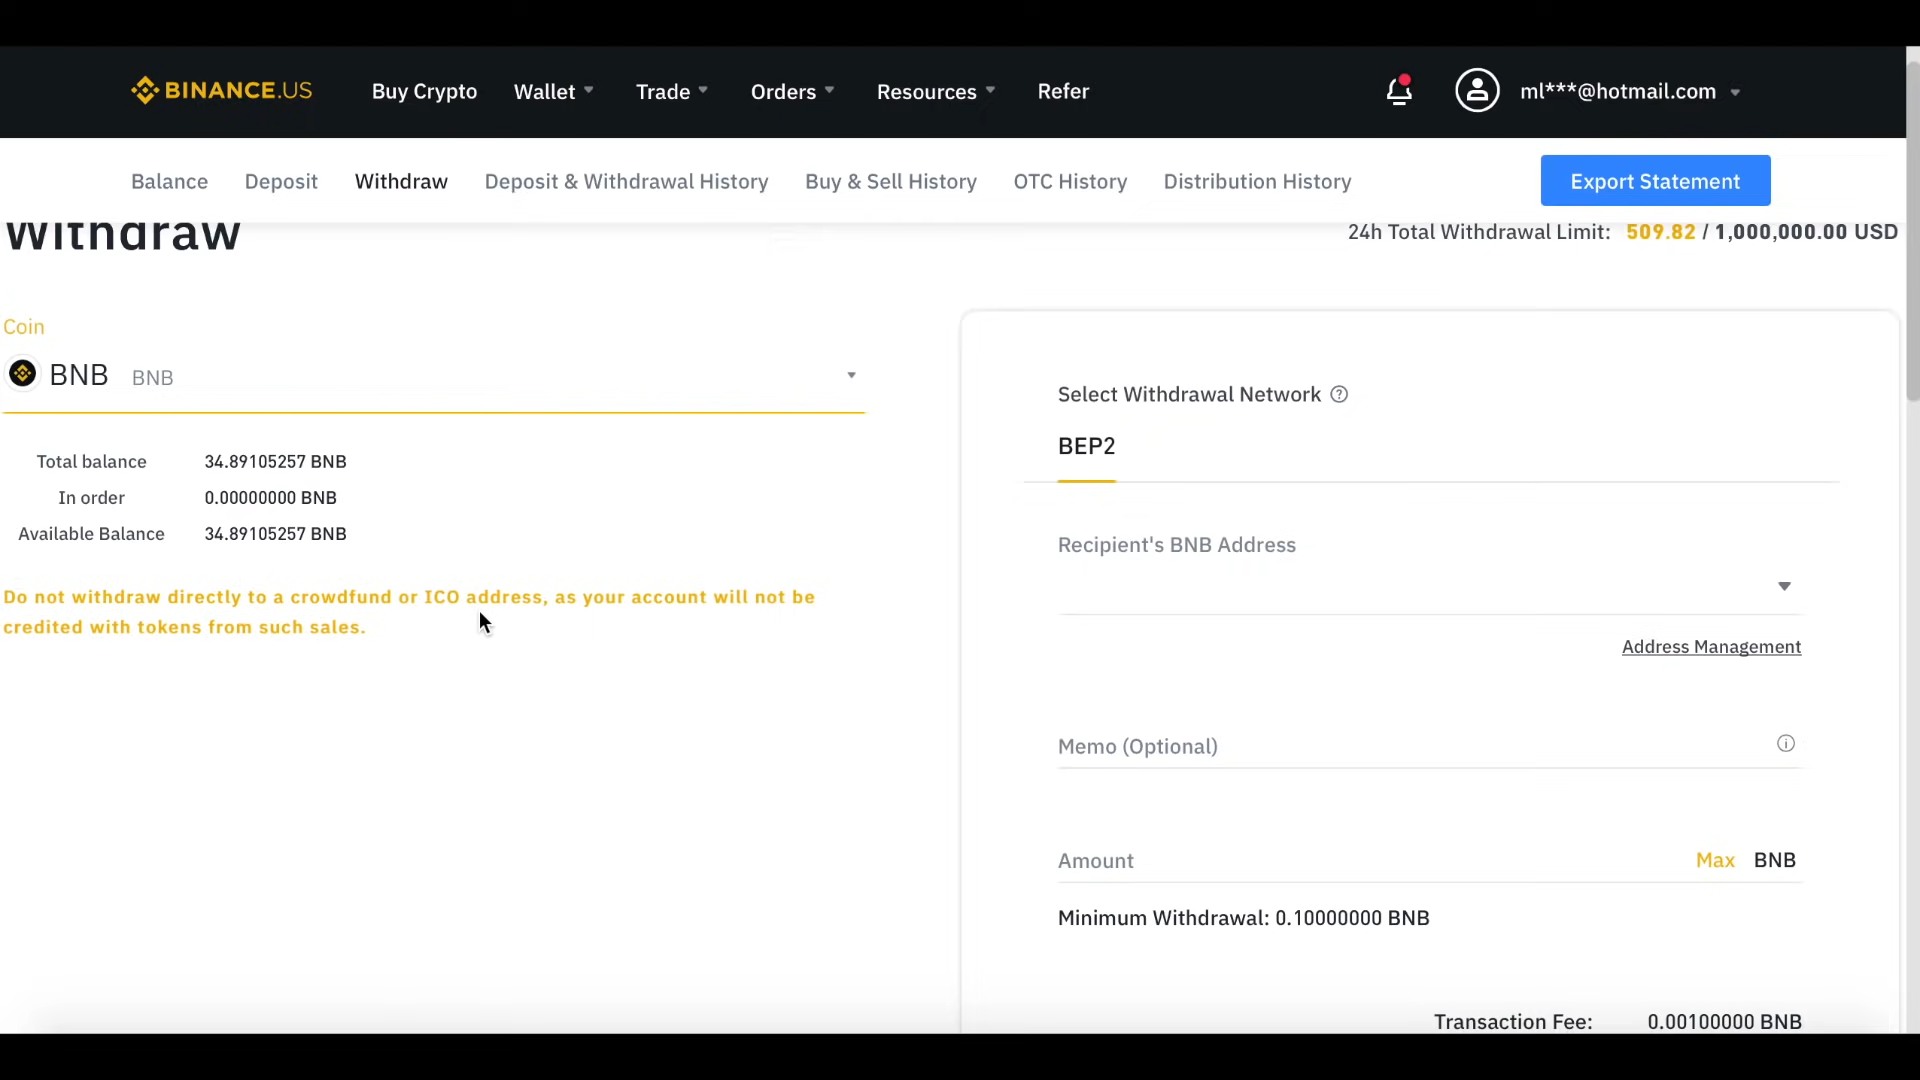 BINANCE.US Buy Crypto Wallet Trade Orders Resources Refer ml***@hotmail.com
Balance Deposit Withdraw Deposit & Withdrawal History Buy & Sell History OTC History Distribution History Export Statement
Withdraw
24h Total Withdrawal Limit: 509.82 / 1,000,000.00 USD
Coin
BNB BNB
Total balance 34.89105257 BNB
In order 0.00000000 BNB
Available Balance 34.89105257 BNB
Do not withdraw directly to a crowdfund or ICO address, as your account will not be
credited with tokens from such sales.
Select Withdrawal Network
BEP2
Recipient's BNB Address
Address Management
Memo (Optional)
Amount Max BNB
Minimum Withdrawal: 0.10000000 BNB
Transaction Fee: 0.00100000 BNB